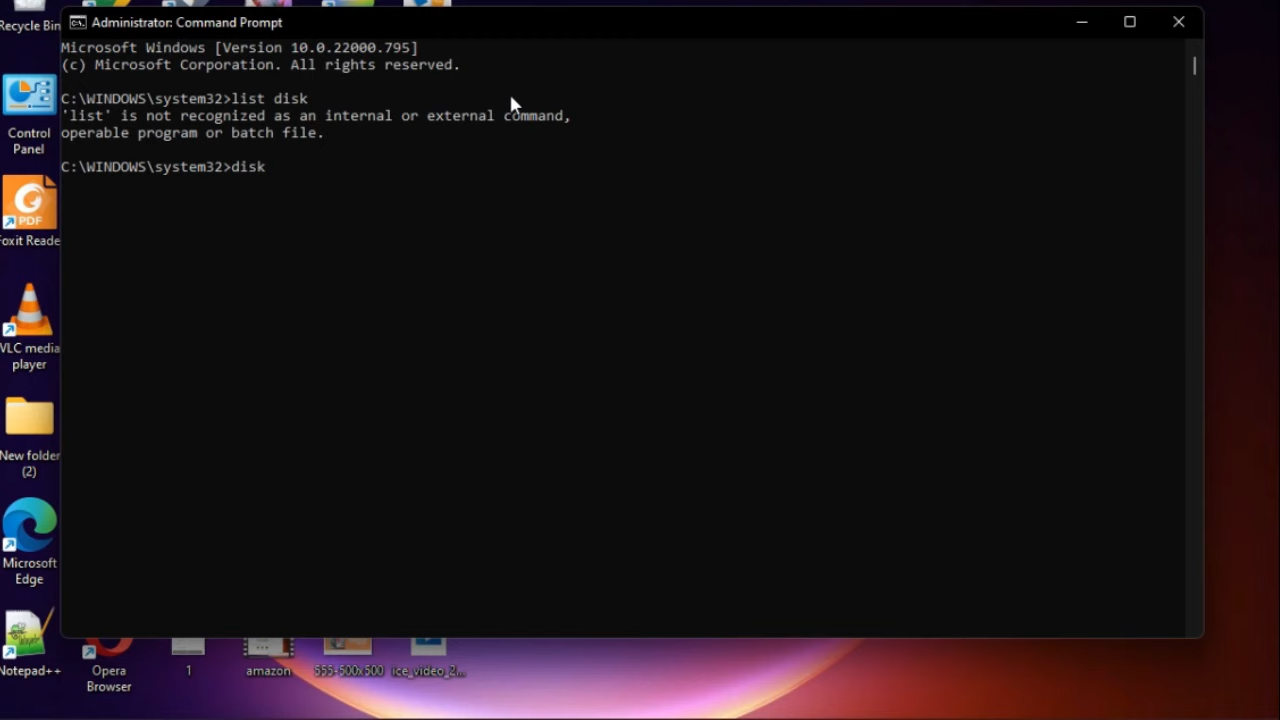 Recycle Bin
Administrator: Command Prompt
Microsoft Windows [Version 10.0.22000.795]
(c) Microsoft Corporation. All rights reserved.
C:\WINDOWS\system32>list disk
'list' is not recognized as an internal or external command,
operable program or batch file.
C:\WINDOWS\system32>disk
Control
Panel
PDF
Foxit Reade
VLC media
player
New folder
(2)
Microsoft
Edge
Notepad++
Opera
Browser
1
amazon
555-500x500
ice_video_2...